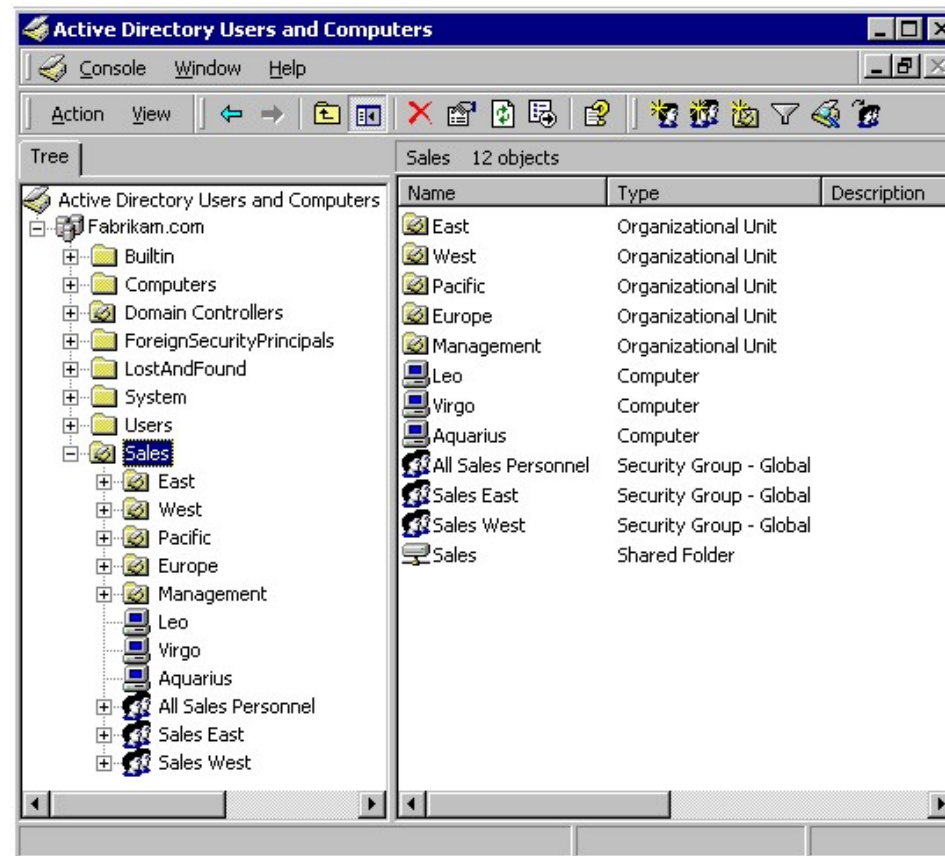 Active Directory Users and Computers
Console Window Help
Action View
Tree
Sales 12 objects
Active Directory Users and Computers
Fabrikam.com
Builtin
Computers
Domain Controllers
ForeignSecurityPrincipals
LostAndFound
System
Users
Sales
East
West
Pacific
Europe
Management
Leo
Virgo
Aquarius
All Sales Personnel
Sales East
Sales West
Name Type Description
East Organizational Unit
West Organizational Unit
Pacific Organizational Unit
Europe Organizational Unit
Management Organizational Unit
Leo Computer
Virgo Computer
Aquarius Computer
All Sales Personnel Security Group - Global
Sales East Security Group - Global
Sales West Security Group - Global
Sales Shared Folder